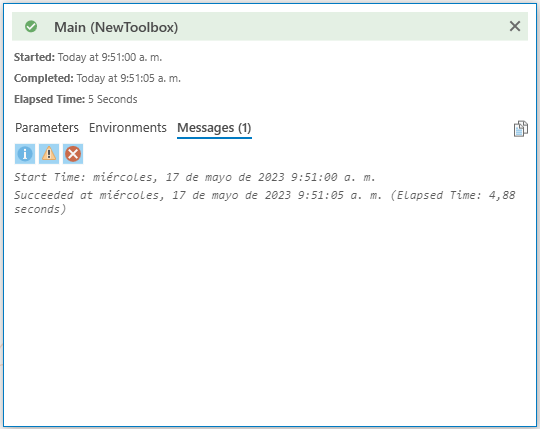 Main (NewToolbox)
Started: Today at 9:51:00 a. m.
Completed: Today at 9:51:05 a. m.
Elapsed Time: 5 Seconds
Parameters Environments Messages (1)
Start Time: miércoles, 17 de mayo de 2023 9:51:00 a. m.
Succeeded at miércoles, 17 de mayo de 2023 9:51:05 a. m. (Elapsed Time: 4,88
seconds)